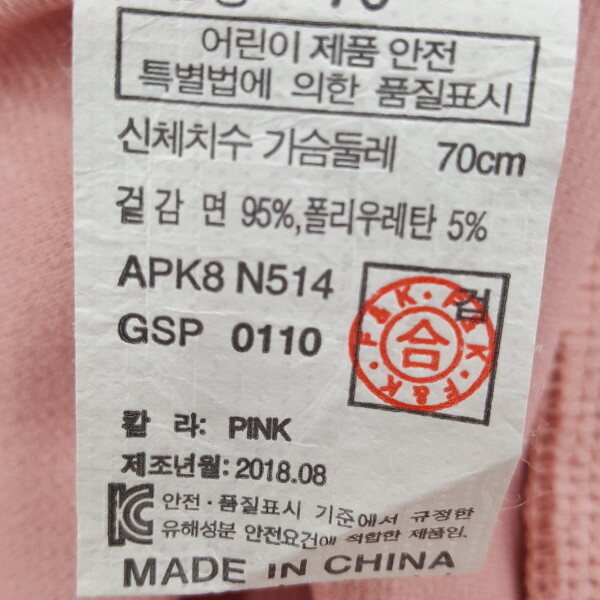 어린이 제품 안전
특별법에 의한 품질표시
신체치수 가슴둘레 70cm
겉감 면 95%,폴리우레탄 5%
APK8 N514
GSP 0110
검
F&K·F&K·F&K·F&K·
合
칼 라: PINK
제조년월: 2018.08
안전·품질표시 기준에서 규정한
유해성분 안전요건에 적합한 제품임.
MADE IN CHINA